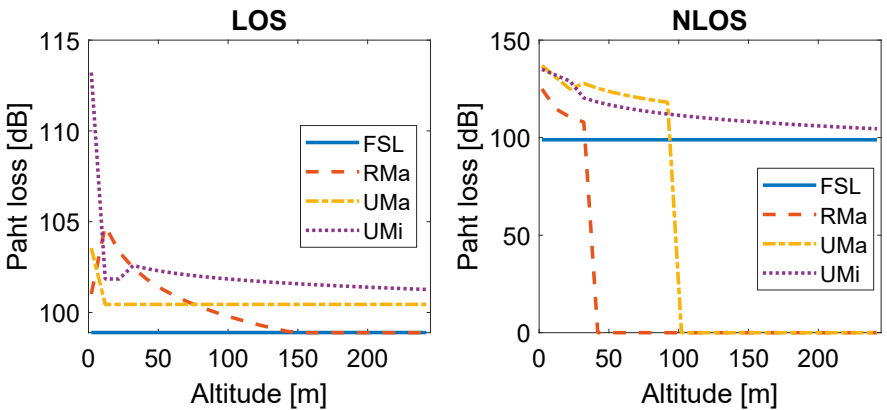 LOS
115
110
105
100
Paht loss [dB]
0
50
100
150
200
Altitude [m]
FSL
RMa
UMa
UMi
NLOS
150
100
50
0
Paht loss [dB]
0
50
100
150
200
Altitude [m]
FSL
RMa
UMa
UMi